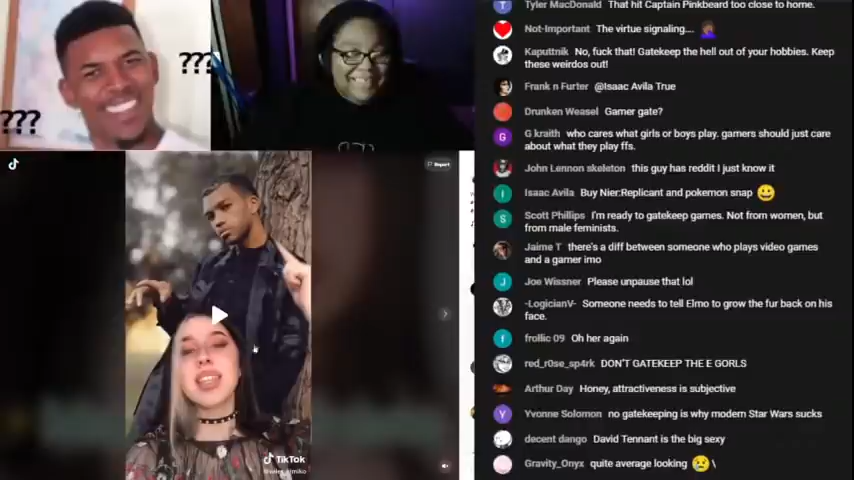 ???
???
Report
TikTok
Tyler MacDonald That hit Captain Pinkbeard too close to home.
Not-Important The virtue signaling....
Kaputtnik No, fuck that! Gatekeep the hell out of your hobbies. Keep
these weirdos out!
Frank n Furter @Isaac Avila True
Drunken Weasel Gamer gate?
G kraith who cares what girls or boys play. gamers should just care
about what they play ffs.
John Lennon skeleton this guy has reddit I just know it
Isaac Avila Buy Nier:Replicant and pokemon snap 😀
Scott Phillips I'm ready to gatekeep games. Not from women, but
from male feminists.
Jaime T there's a diff between someone who plays video games
and a gamer imo
Joe Wissner Please unpause that lol
-LogicianV- Someone needs to tell Elmo to grow the fur back on his
face.
frollic 09 Oh her again
red_r0se_sp4rk DON'T GATEKEEP THE E GORLS
Arthur Day Honey, attractiveness is subjective
Yvonne Solomon no gatekeeping is why modern Star Wars sucks
decent dango David Tennant is the big sexy
Gravity_Onyx quite average looking 😢\